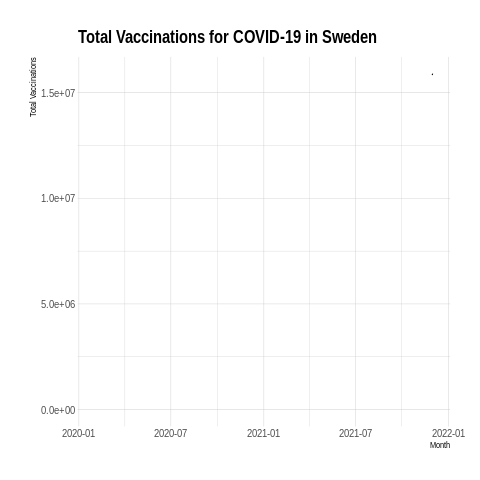 Total Vaccinations for COVID-19 in Sweden
Total Vaccinations
1.5e+07
1.0e+07
5.0e+06
0.0e+00
2020-01
2020-07
2021-01
2021-07
2022-01
Month